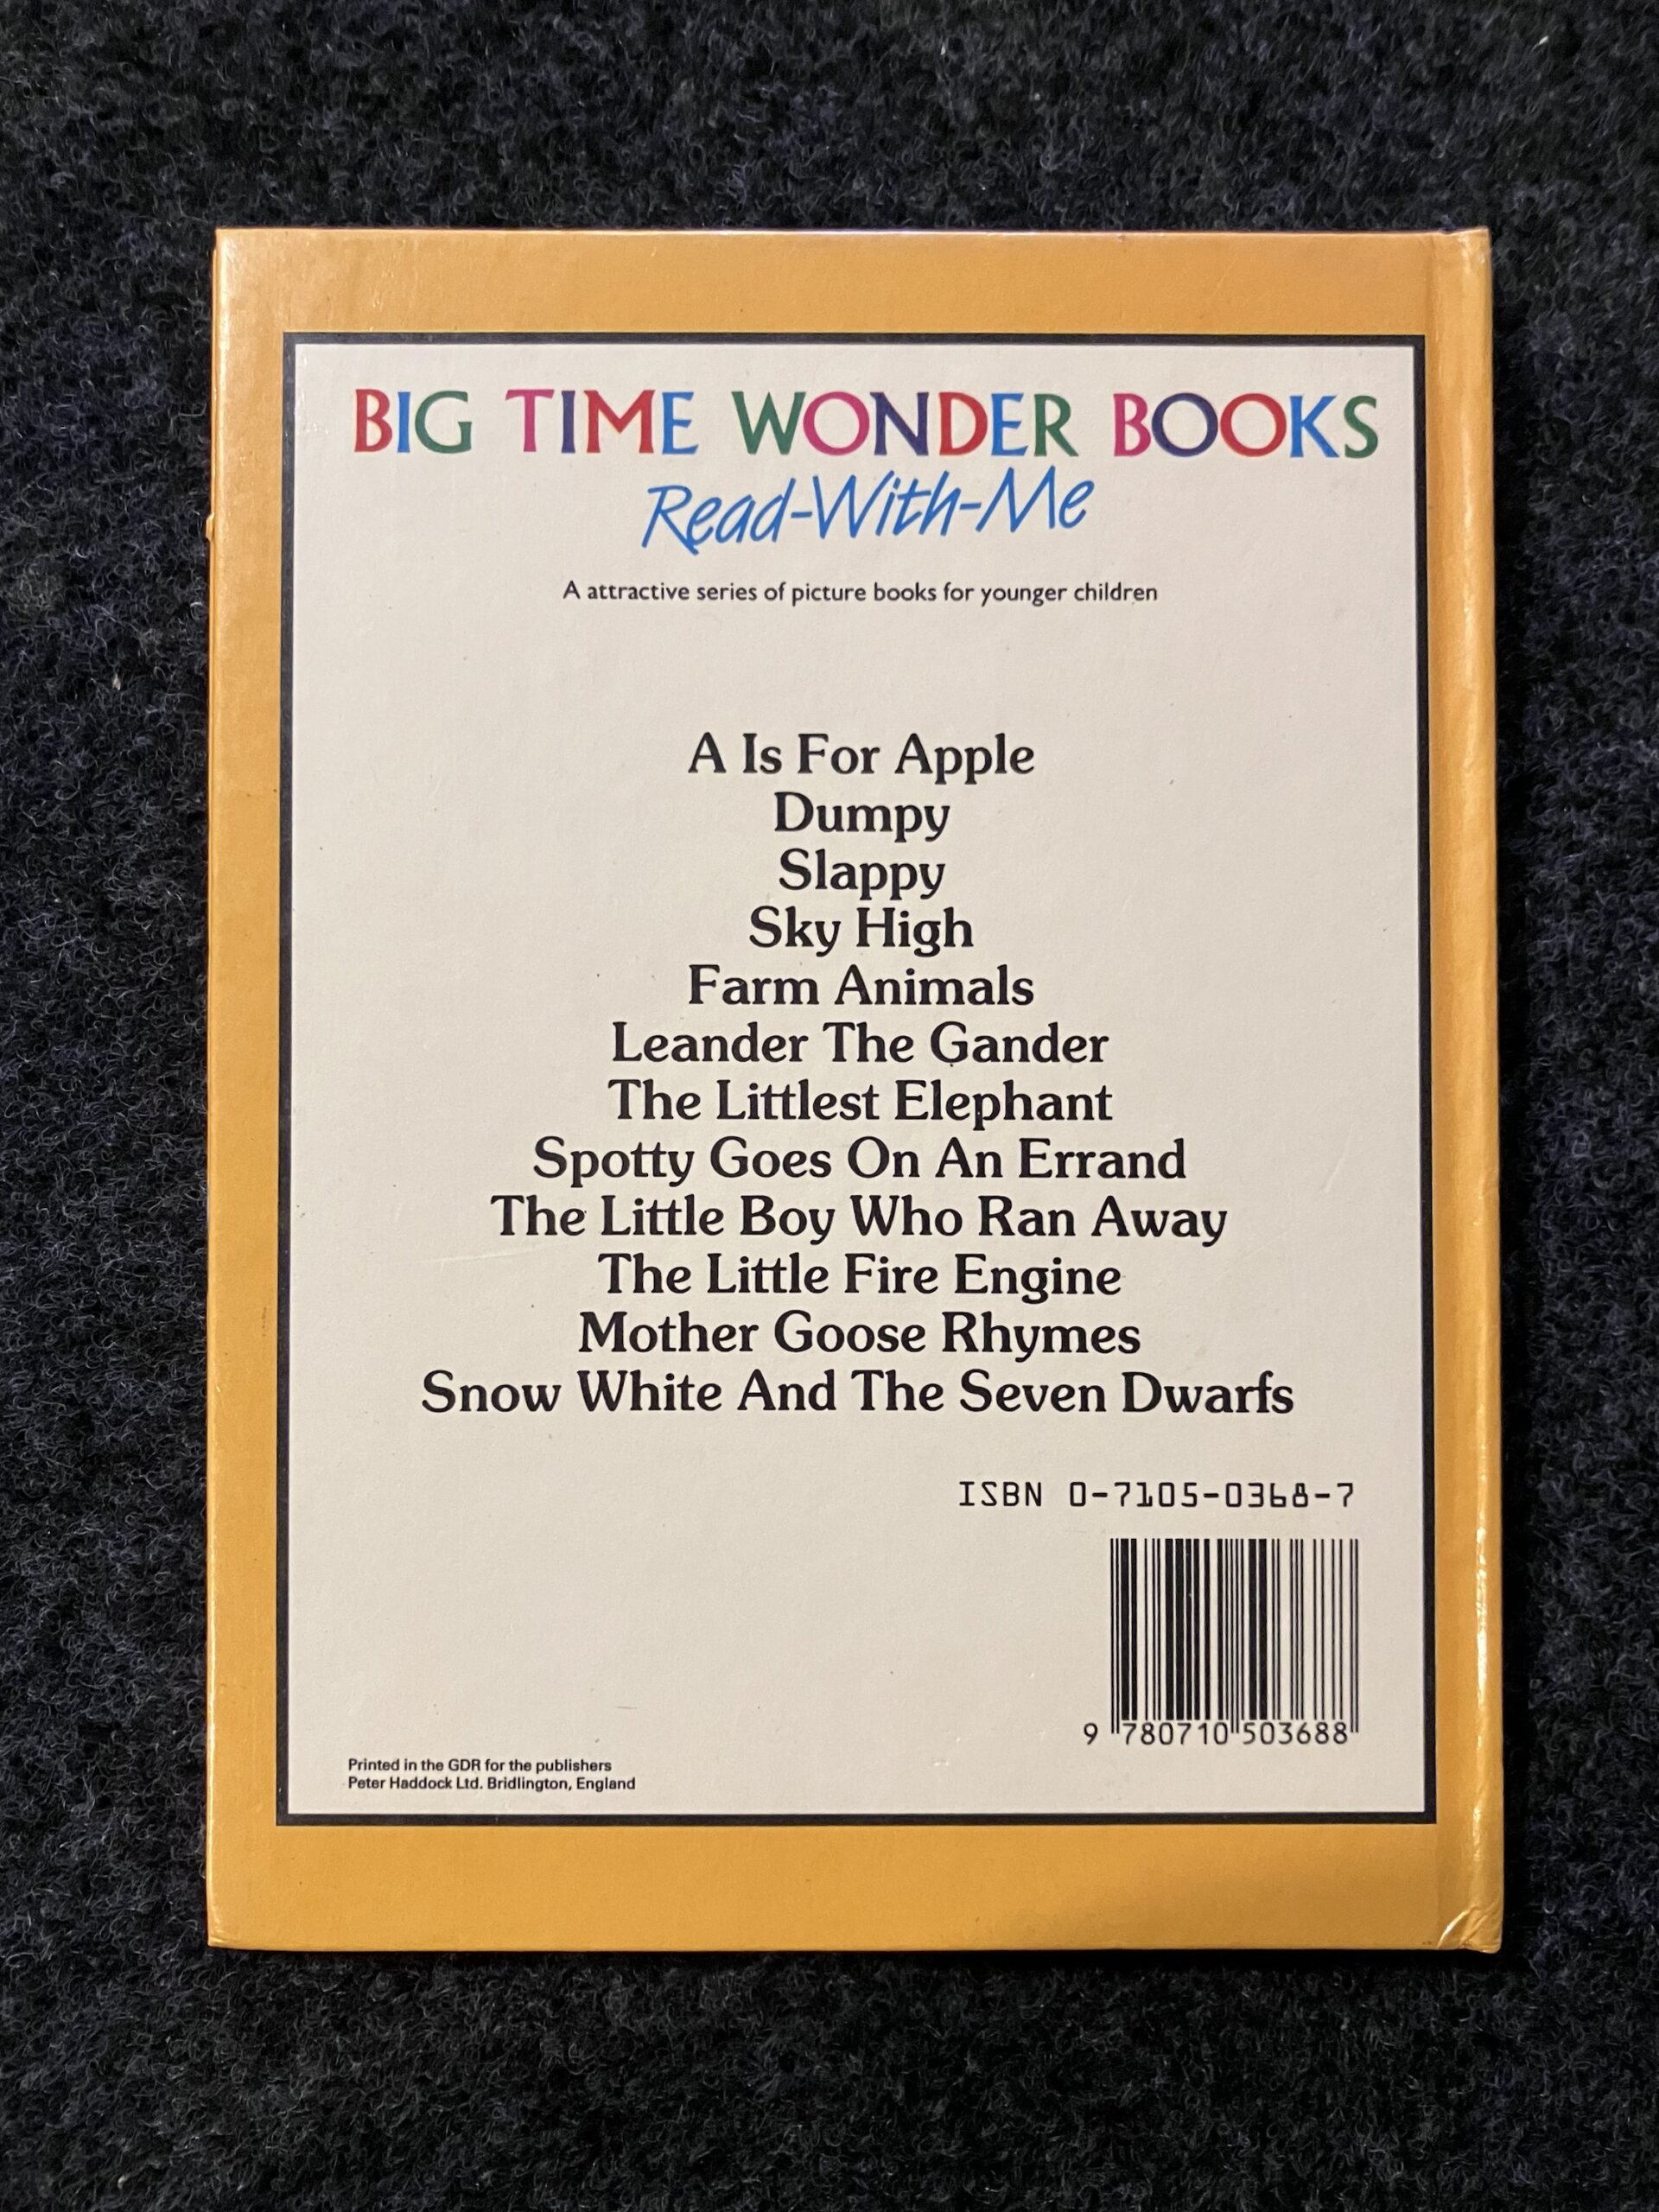 BIG TIME WONDER BOOKS
Read-With-Me
A attractive series of picture books for younger children
A Is For Apple
Dumpy
Slappy
Sky High
Farm Animals
Leander The Gander
The Littlest Elephant
Spotty Goes On An Errand
The Little Boy Who Ran Away
The Little Fire Engine
Mother Goose Rhymes
Snow White And The Seven Dwarfs
ISBN 0-7105-0368-7
9 780710 503688
Printed in the GDR for the publishers
Peter Haddock Ltd. Bridlington, England